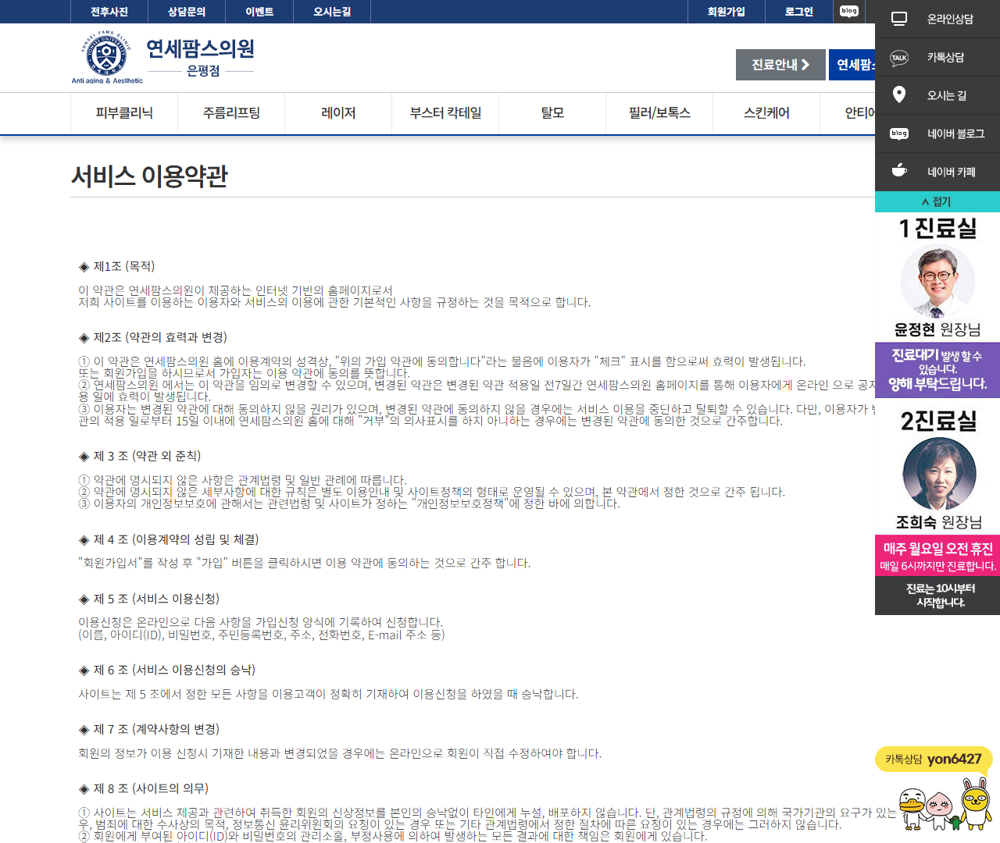 전후사진 상담문의 이벤트 오시는길 회원가입 로그인 blog
YONSEI FAMS CLINIC
YONSEI UNIVERSITY
연세팜스의원
은평점
Anti aging & Aesthetic
진료안내 연세팜스
피부클리닉 주름리프팅 레이저 부스터 칵테일 탈모 필러/보톡스 스킨케어 안티에
온라인상담
TALK 카톡상담
오시는 길
blog 네이버 블로그
네이버 카페
∧ 접기
1진료실
윤정현 원장님
진료대기 발생 할 수
있습니다.
양해 부탁드립니다.
2진료실
조희숙 원장님
매주 월요일 오전 휴진
매일 6시까지만 진료합니다.
진료는 10시부터
시작합니다.
카톡상담 yon6427
서비스 이용약관
◈ 제1조 (목적)
이 약관은 연세팜스의원이 제공하는 인터넷 기반의 홈페이지로서
저희 사이트를 이용하는 이용자와 서비스의 이용에 관한 기본적인 사항을 규정하는 것을 목적으로 합니다.
◈ 제2조 (약관의 효력과 변경)
① 이 약관은 연세팜스의원 홈에 이용계약의 성격상, "위의 가입 약관에 동의합니다"라는 물음에 이용자가 "체크" 표시를 함으로써 효력이 발생됩니다.
또는 회원가입을 하시므로서 가입자는 이용 약관에 동의를 뜻합니다.
② 연세팜스의원 에서는 이 약관을 임의로 변경할 수 있으며, 변경된 약관은 변경된 약관 적용일 전7일간 연세팜스의원 홈페이지를 통해 이용자에게 온라인 으로 공지
용 일에 효력이 발생됩니다.
③ 이용자는 변경된 약관에 대해 동의하지 않을 권리가 있으며, 변경된 약관에 동의하지 않을 경우에는 서비스 이용을 중단하고 탈퇴할 수 있습니다. 다만, 이용자가
관의 적용 일로부터 15일 이내에 연세팜스의원 홈에 대해 "거부"의 의사표시를 하지 아니하는 경우에는 변경된 약관에 동의한 것으로 간주합니다.
◈ 제 3 조 (약관 외 준칙)
① 약관에 명시되지 않은 사항은 관계법령 및 일반 관례에 따릅니다.
② 약관에 명시되지 않은 세부사항에 대한 규칙은 별도 이용안내 및 사이트정책의 형태로 운영될 수 있으며, 본 약관에서 정한 것으로 간주 됩니다.
③ 이용자의 개인정보보호에 관해서는 관련법령 및 사이트가 정하는 "개인정보보호정책"에 정한 바에 의합니다.
◈ 제 4 조 (이용계약의 성립 및 체결)
"회원가입서"를 작성 후 "가입" 버튼을 클릭하시면 이용 약관에 동의하는 것으로 간주 합니다.
◈ 제 5 조 (서비스 이용신청)
이용신청은 온라인으로 다음 사항을 가입신청 양식에 기록하여 신청합니다.
(이름, 아이디(ID), 비밀번호, 주민등록번호, 주소, 전화번호, E-mail 주소 등)
◈ 제 6 조 (서비스 이용신청의 승낙)
사이트는 제 5 조에서 정한 모든 사항을 이용고객이 정확히 기재하여 이용신청을 하였을 때 승낙합니다.
◈ 제 7 조 (계약사항의 변경)
회원의 정보가 이용 신청시 기재한 내용과 변경되었을 경우에는 온라인으로 회원이 직접 수정하여야 합니다.
◈ 제 8 조 (사이트의 의무)
① 사이트는 서비스 제공과 관련하여 취득한 회원의 신상정보를 본인의 승낙없이 타인에게 누설, 배포하지 않습니다. 단, 관계법령의 규정에 의해 국가기관의 요구가 있는
우, 범죄에 대한 수사상의 목적, 정보통신 윤리위원회의 요청이 있는 경우 또는 기타 관계법령에서 정한 절차에 따른 요청이 있는 경우에는 그러하지 않습니다.
② 회원에게 부여된 아이디(ID)와 비밀번호의 관리소홀, 부정사용에 의하여 발생하는 모든 결과에 대한 책임은 회원에게 있습니다.